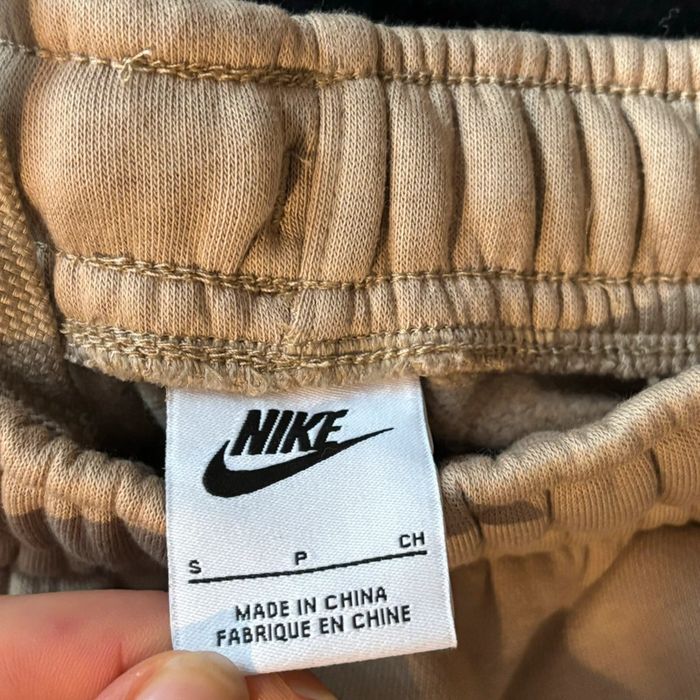 NIKE
S P CH
MADE IN CHINA
FABRIQUE EN CHINE